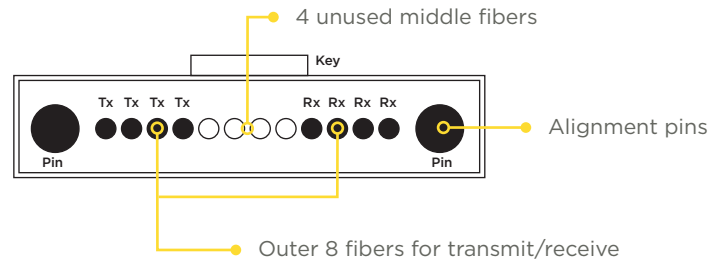 4 unused middle fibers
Key
Tx Tx Tx Tx Rx Rx Rx Rx
Alignment pins
Pin Pin
Outer 8 fibers for transmit/receive